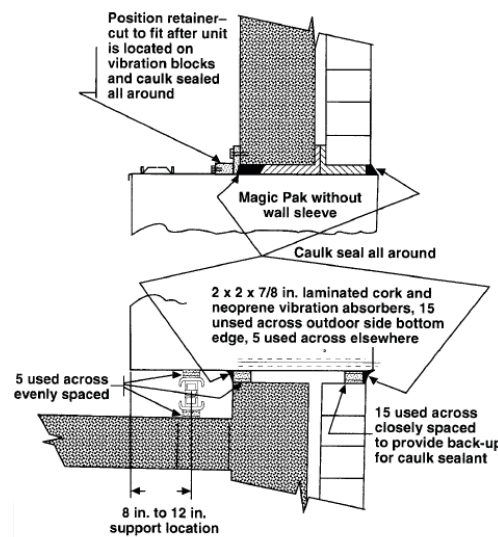 Position retainer–
cut to fit after unit
is located on
vibration blocks
and caulk sealed
all around
Magic Pak without
wall sleeve
Caulk seal all around
2 x 2 x 7/8 in. laminated cork and
neoprene vibration absorbers, 15
unsed across outdoor side bottom
edge, 5 used across elsewhere
5 used across
evenly spaced
15 used across
closely spaced
to provide back-up
for caulk sealant
8 in. to 12 in.
support location